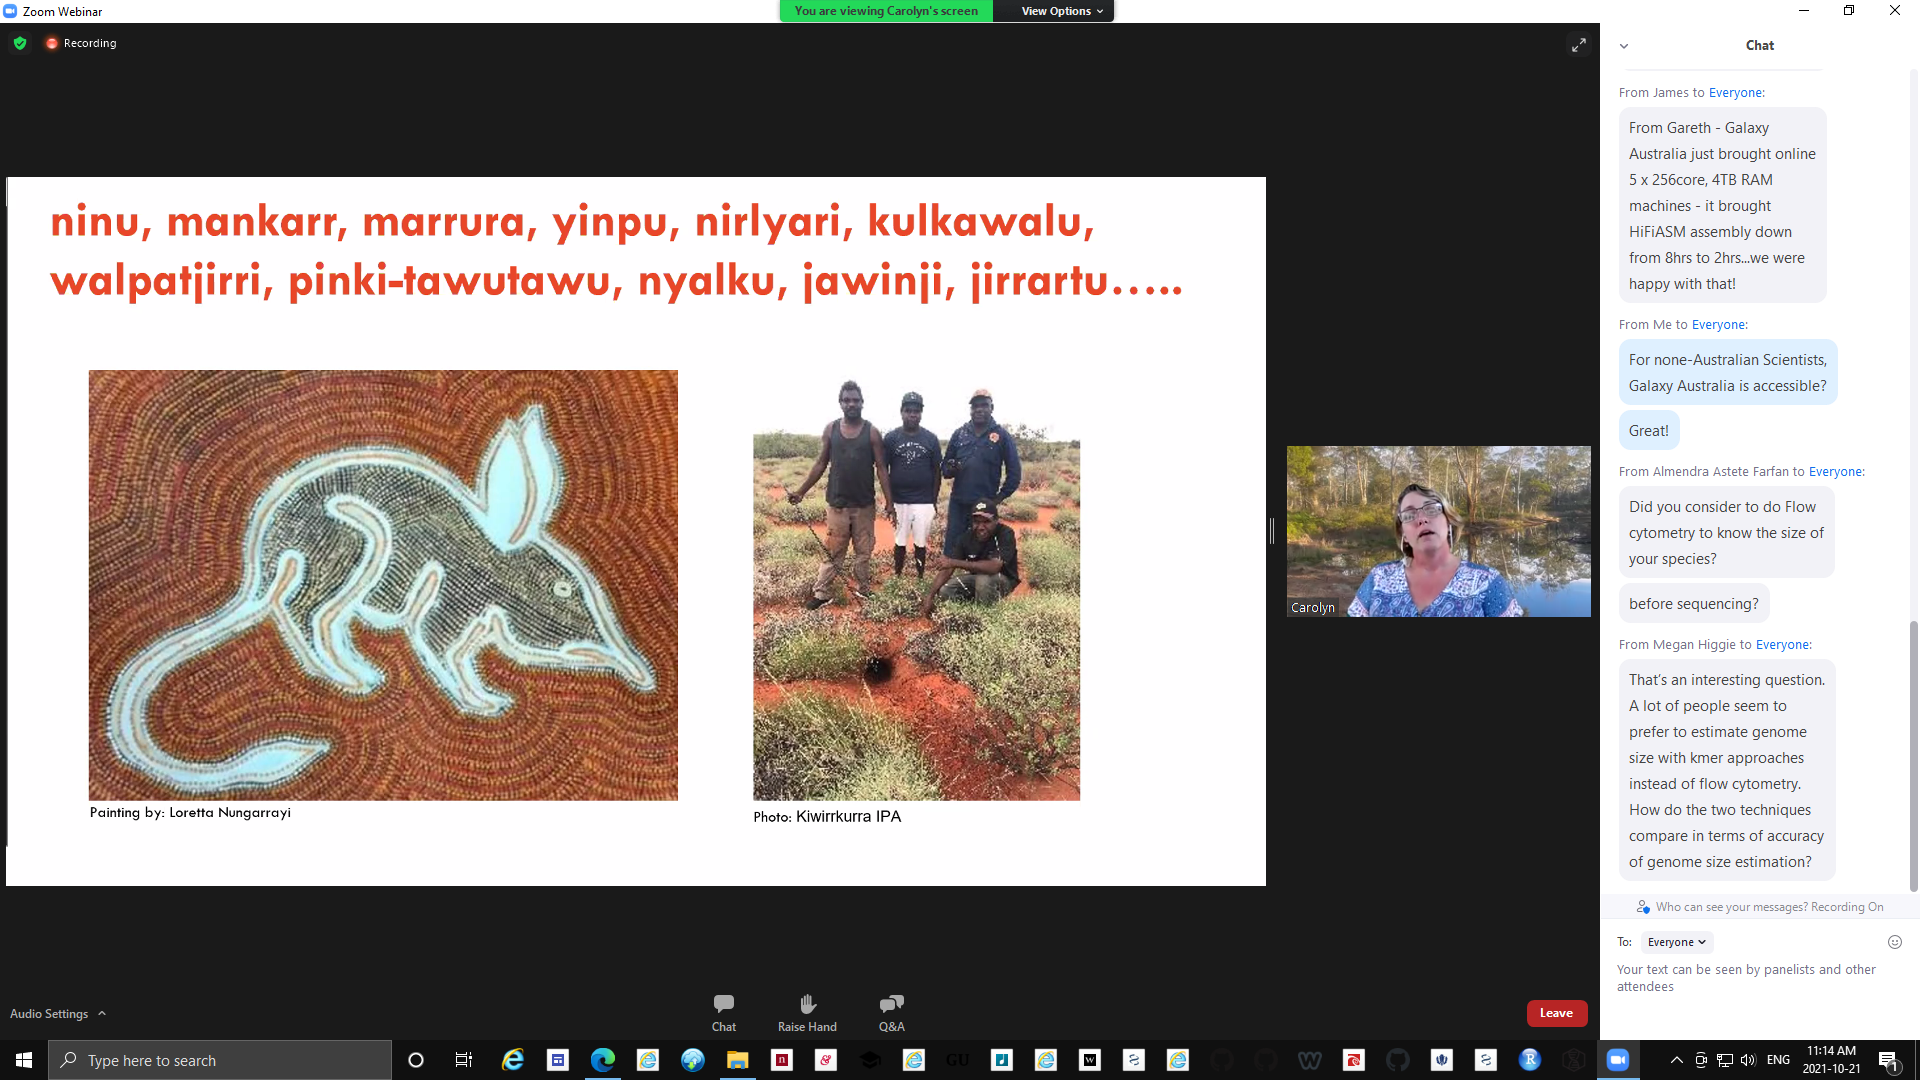 Zoom Webinar
You are viewing Carolyn's screen
View Options
Recording
ninu, mankarr, marrura, yinpu, nirlyari, kulkawalu,
walpatjirri, pinki-tawutawu, nyalku, jawinji, jirrartu.....
Painting by: Loretta Nungarrayi
Photo: Kiwirrkurra IPA
Carolyn
Chat
From James to Everyone:
From Gareth - Galaxy
Australia just brought online
5 x 256core, 4TB RAM
machines - it brought
HiFiASM assembly down
from 8hrs to 2hrs...we were
happy with that!
From Me to Everyone:
For none-Australian Scientists,
Galaxy Australia is accessible?
Great!
From Almendra Astete Farfan to Everyone:
Did you consider to do Flow
cytometry to know the size of
your species?
before sequencing?
From Megan Higgie to Everyone:
That's an interesting question.
A lot of people seem to
prefer to estimate genome
size with kmer approaches
instead of flow cytometry.
How do the two techniques
compare in terms of accuracy
of genome size estimation?
Who can see your messages? Recording On
To: Everyone
Your text can be seen by panelists and other
attendees
Audio Settings
Chat
Raise Hand
Q&A
Leave
Type here to search
GU
ENG
11:14 AM
2021-10-21
1